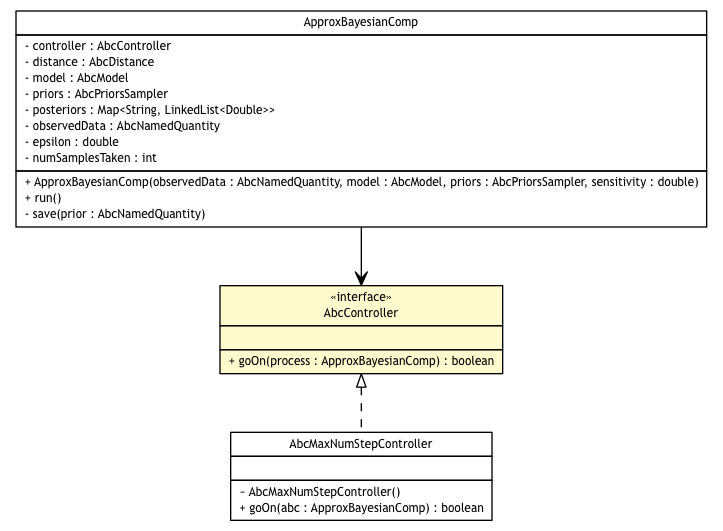 ApproxBayesianComp
- controller : AbcController
- distance : AbcDistance
- model : AbcModel
- priors : AbcPriorsSampler
- posteriors : Map<String, LinkedList<Double>>
- observedData : AbcNamedQuantity
- epsilon : double
- numSamplesTaken : int
+ ApproxBayesianComp(observedData : AbcNamedQuantity, model : AbcModel, priors : AbcPriorsSampler, sensitivity : double)
+ run()
- save(prior : AbcNamedQuantity)
«interface»
AbcController
+ goOn(process : ApproxBayesianComp) : boolean
AbcMaxNumStepController
~ AbcMaxNumStepController()
+ goOn(abc : ApproxBayesianComp) : boolean